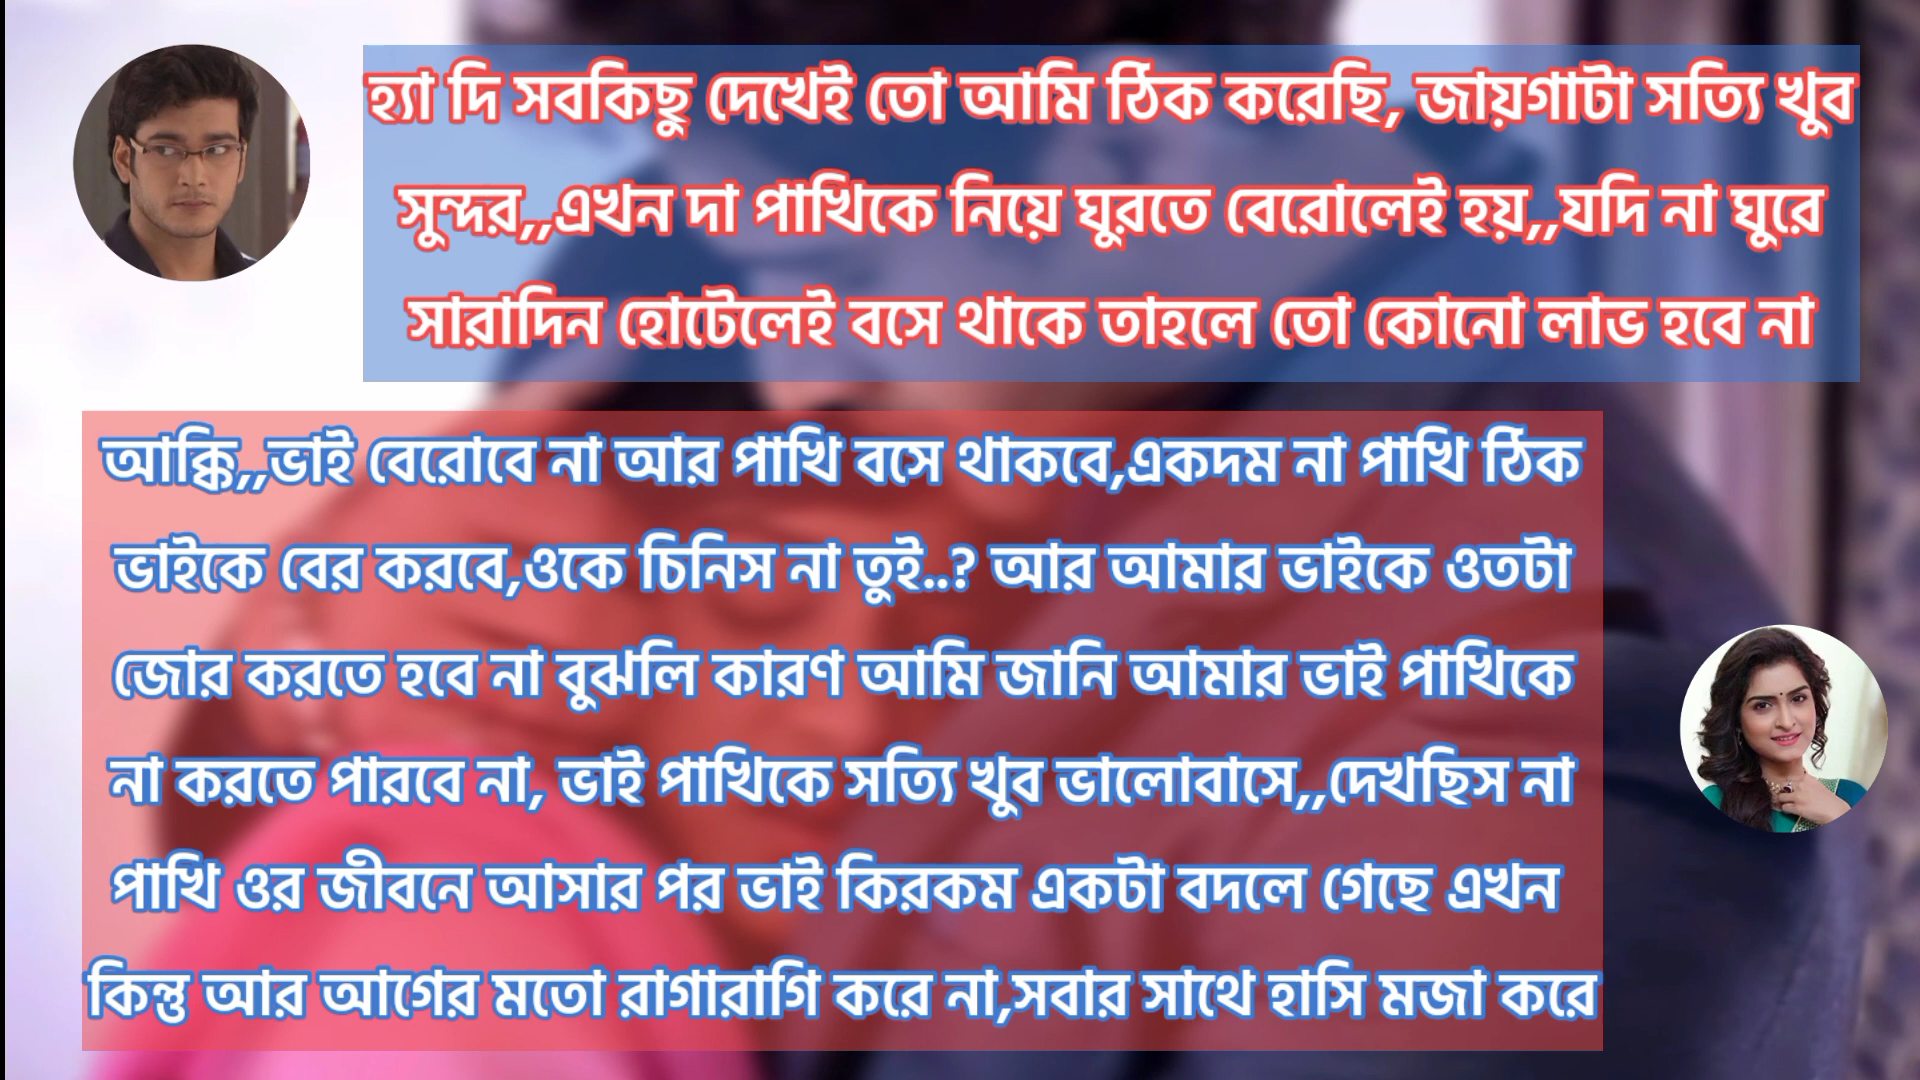 হ্যা দি সবকিছু দেখেই তো আমি ঠিক করেছি, জায়গাটা সত্যি খুব
সুন্দর,,এখন দা পাখিকে নিয়ে ঘুরতে বেরোলেই হয়,,যদি না ঘুরে
সারাদিন হোটেলেই বসে থাকে তাহলে তো কোনো লাভ হবে না
আক্কি,,ভাই বেরোবে না আর পাখি বসে থাকবে,একদম না পাখি ঠিক
ভাইকে বের করবে,ওকে চিনিস না তুই..? আর আমার ভাইকে ওতটা
জোর করতে হবে না বুঝলি কারণ আমি জানি আমার ভাই পাখিকে
না করতে পারবে না, ভাই পাখিকে সত্যি খুব ভালোবাসে,,দেখছিস না
পাখি ওর জীবনে আসার পর ভাই কিরকম একটা বদলে গেছে এখন
কিন্তু আর আগের মতো রাগারাগি করে না,সবার সাথে হাসি মজা করে